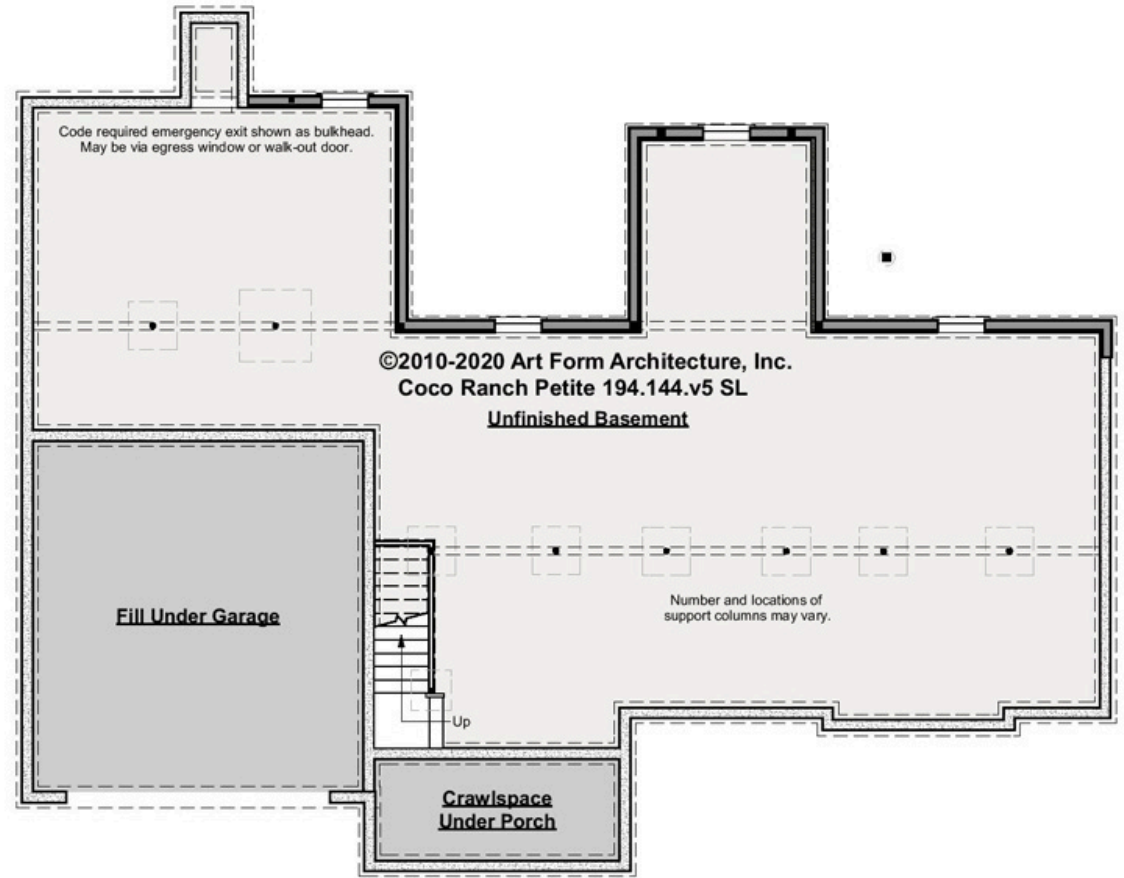 Code required emergency exit shown as bulkhead.
May be via egress window or walk-out door.
©2010-2020 Art Form Architecture, Inc.
Coco Ranch Petite 194.144.v5 SL
Unfinished Basement
Number and locations of
support columns may vary.
Fill Under Garage
Up
Crawlspace
Under Porch